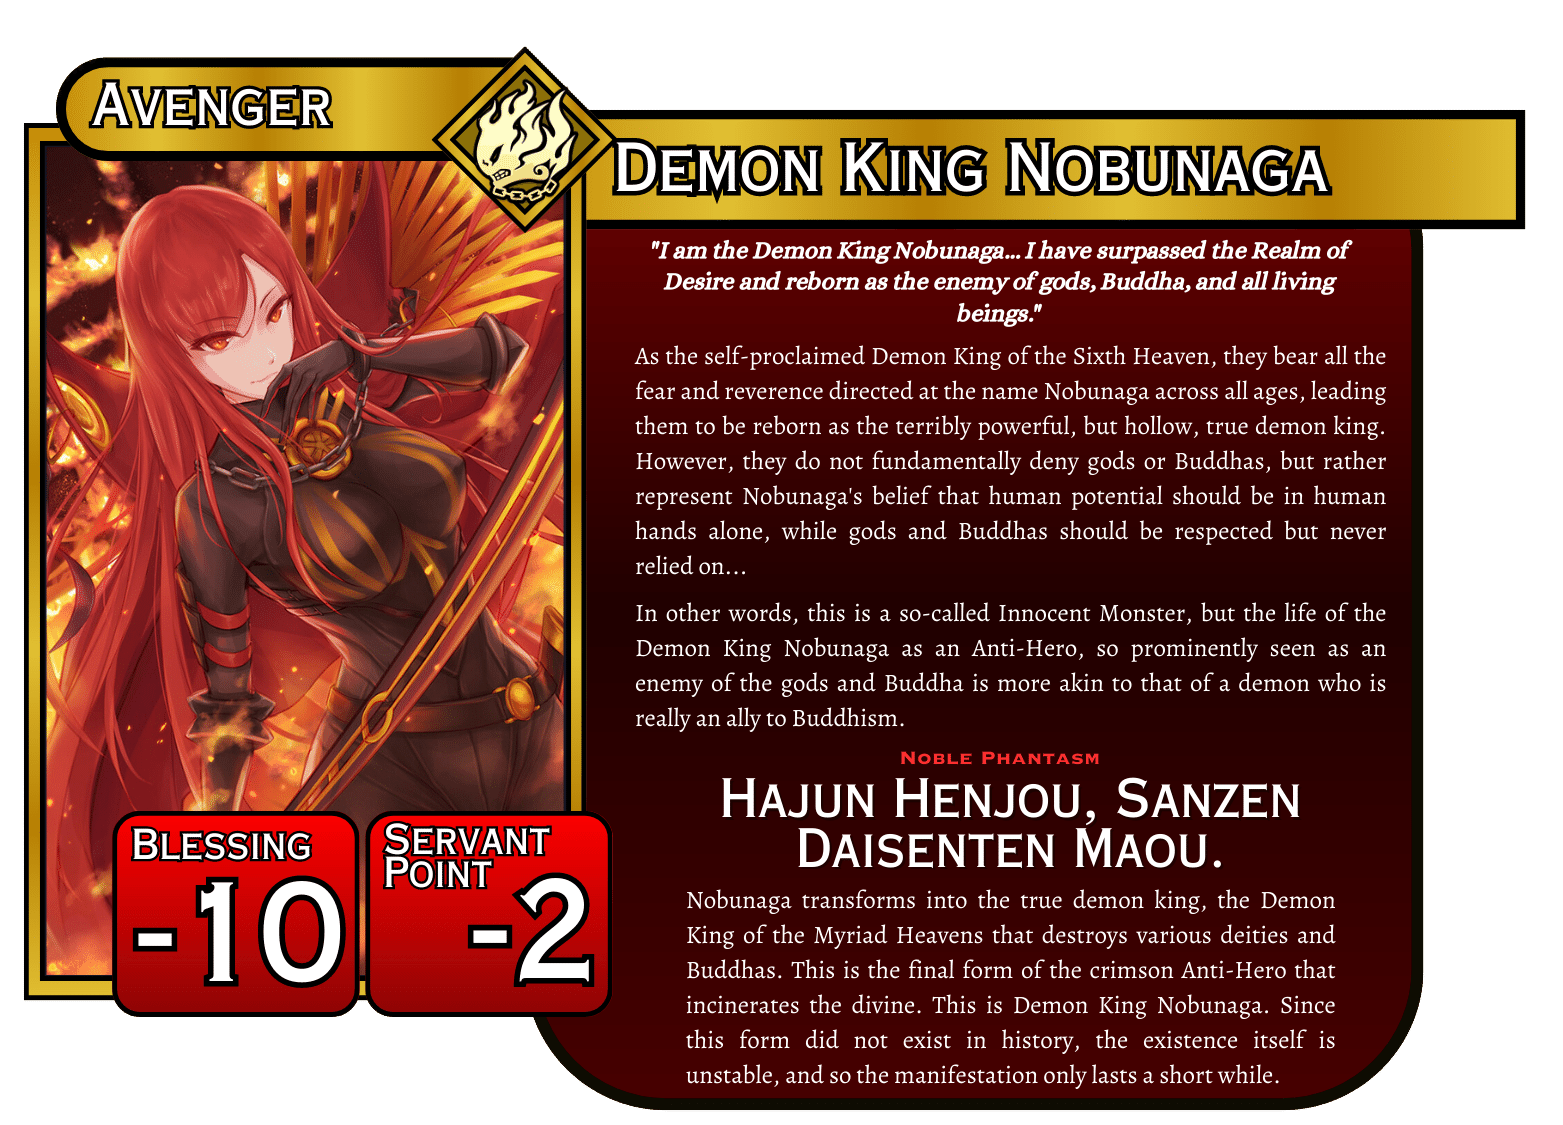 Avenger
Demon King Nobunaga
"I am the Demon King Nobunaga... I have surpassed the Realm of
Desire and reborn as the enemy of gods, Buddha, and all living
beings."
As the self-proclaimed Demon King of the Sixth Heaven, they bear all the
fear and reverence directed at the name Nobunaga across all ages, leading
them to be reborn as the terribly powerful, but hollow, true demon king.
However, they do not fundamentally deny gods or Buddhas, but rather
represent Nobunaga's belief that human potential should be in human
hands alone, while gods and Buddhas should be respected but never
relied on...
In other words, this is a so-called Innocent Monster, but the life of the
Demon King Nobunaga as an Anti-Hero, so prominently seen as an
enemy of the gods and Buddha is more akin to that of a demon who is
really an ally to Buddhism.
Noble Phantasm
Hajun Henjou, Sanzen
Daisenten Maou.
Nobunaga transforms into the true demon king, the Demon
King of the Myriad Heavens that destroys various deities and
Buddhas. This is the final form of the crimson Anti-Hero that
incinerates the divine. This is Demon King Nobunaga. Since
this form did not exist in history, the existence itself is
unstable, and so the manifestation only lasts a short while.
Blessing
-10
Servant
Point
-2